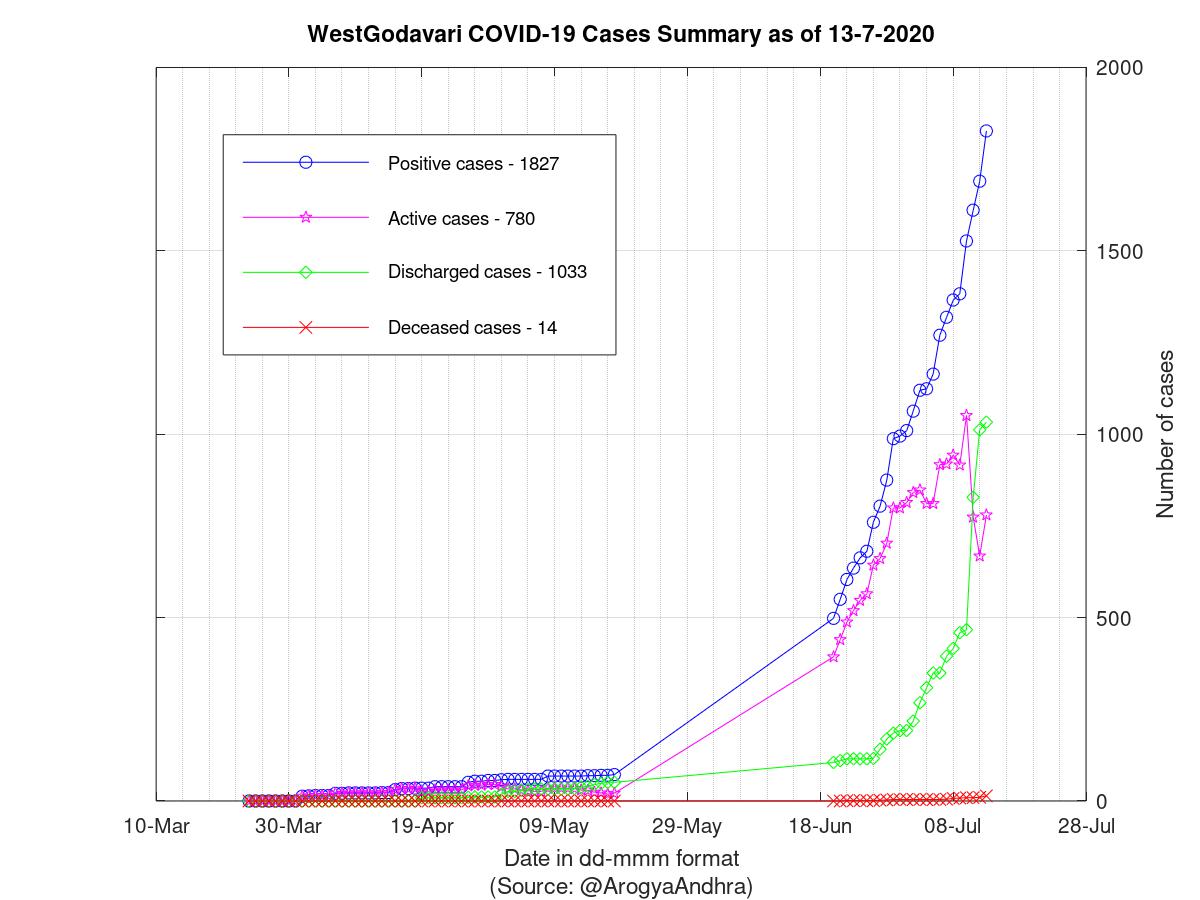 WestGodavari COVID-19 Cases Summary as of 13-7-2020
Positive cases - 1827
Active cases - 780
Discharged cases - 1033
Deceased cases - 14
2000
1500
1000
500
0
Number of cases
10-Mar 30-Mar 19-Apr 09-May 29-May 18-Jun 08-Jul 28-Jul
Date in dd-mmm format
(Source: @ArogyaAndhra)